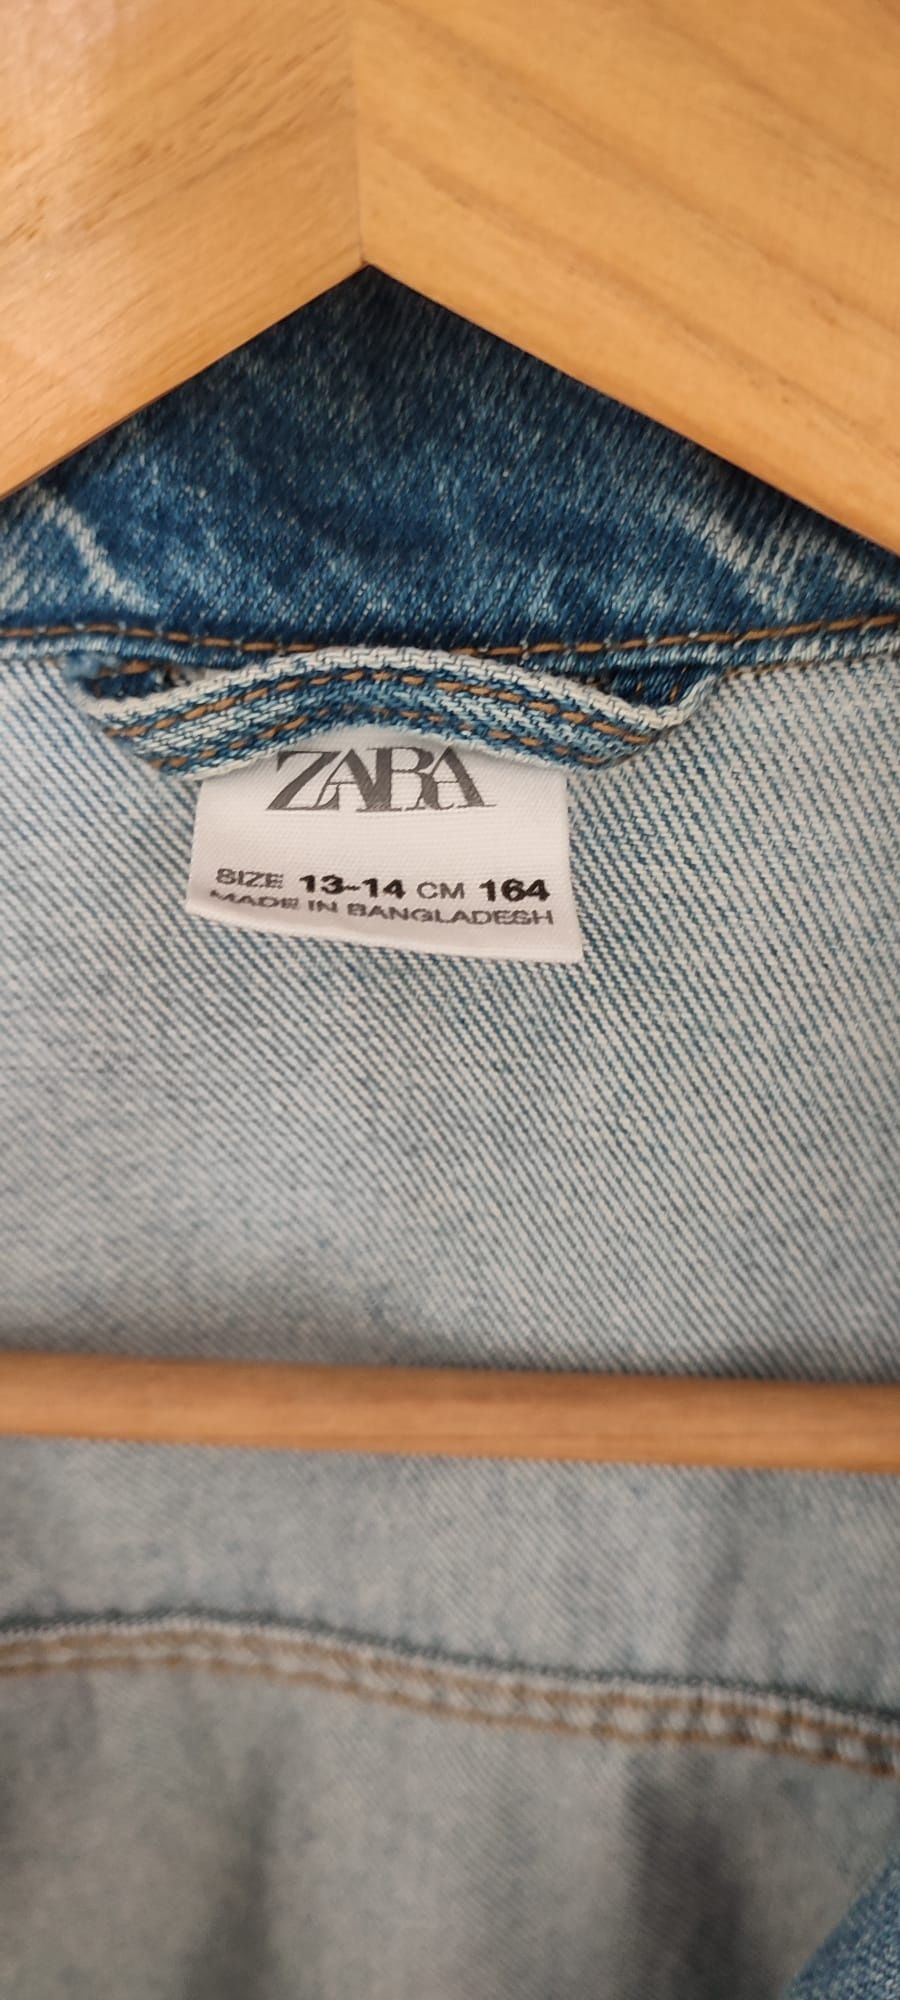 ZARA
SIZE 13-14 CM 164
MADE IN BANGLADESH